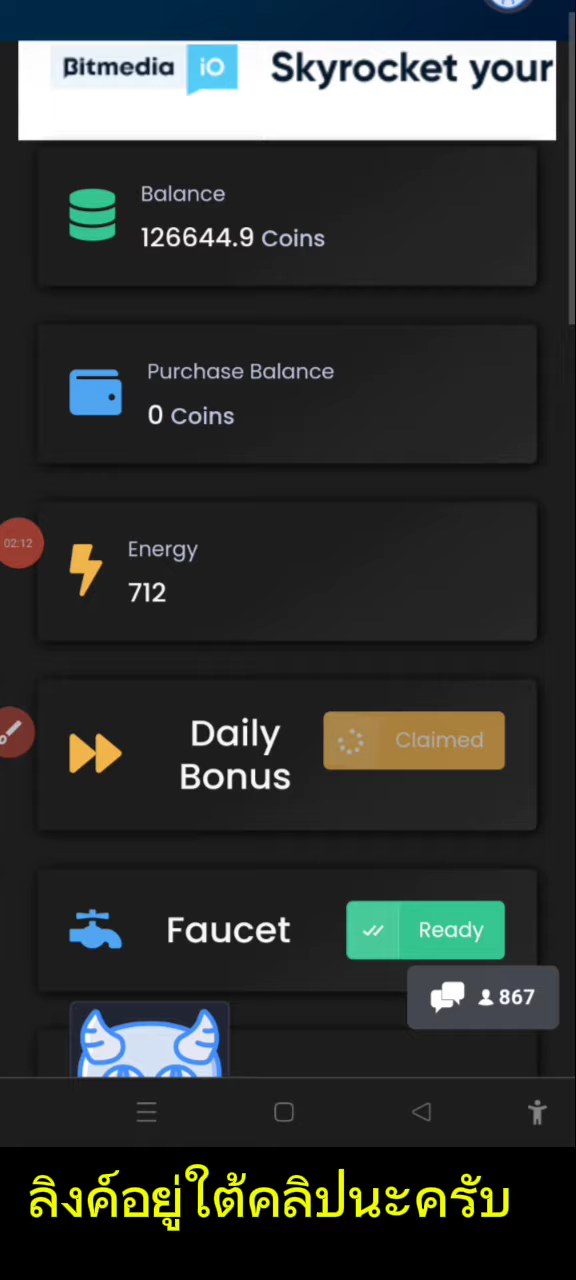 Bitmedia iO Skyrocket your
Balance
126644.9 Coins
Purchase Balance
0 Coins
02:12
Energy
712
Daily
Bonus
Claimed
Faucet
Ready
867
ลิงค์อยู่ใต้คลิปนะครับ